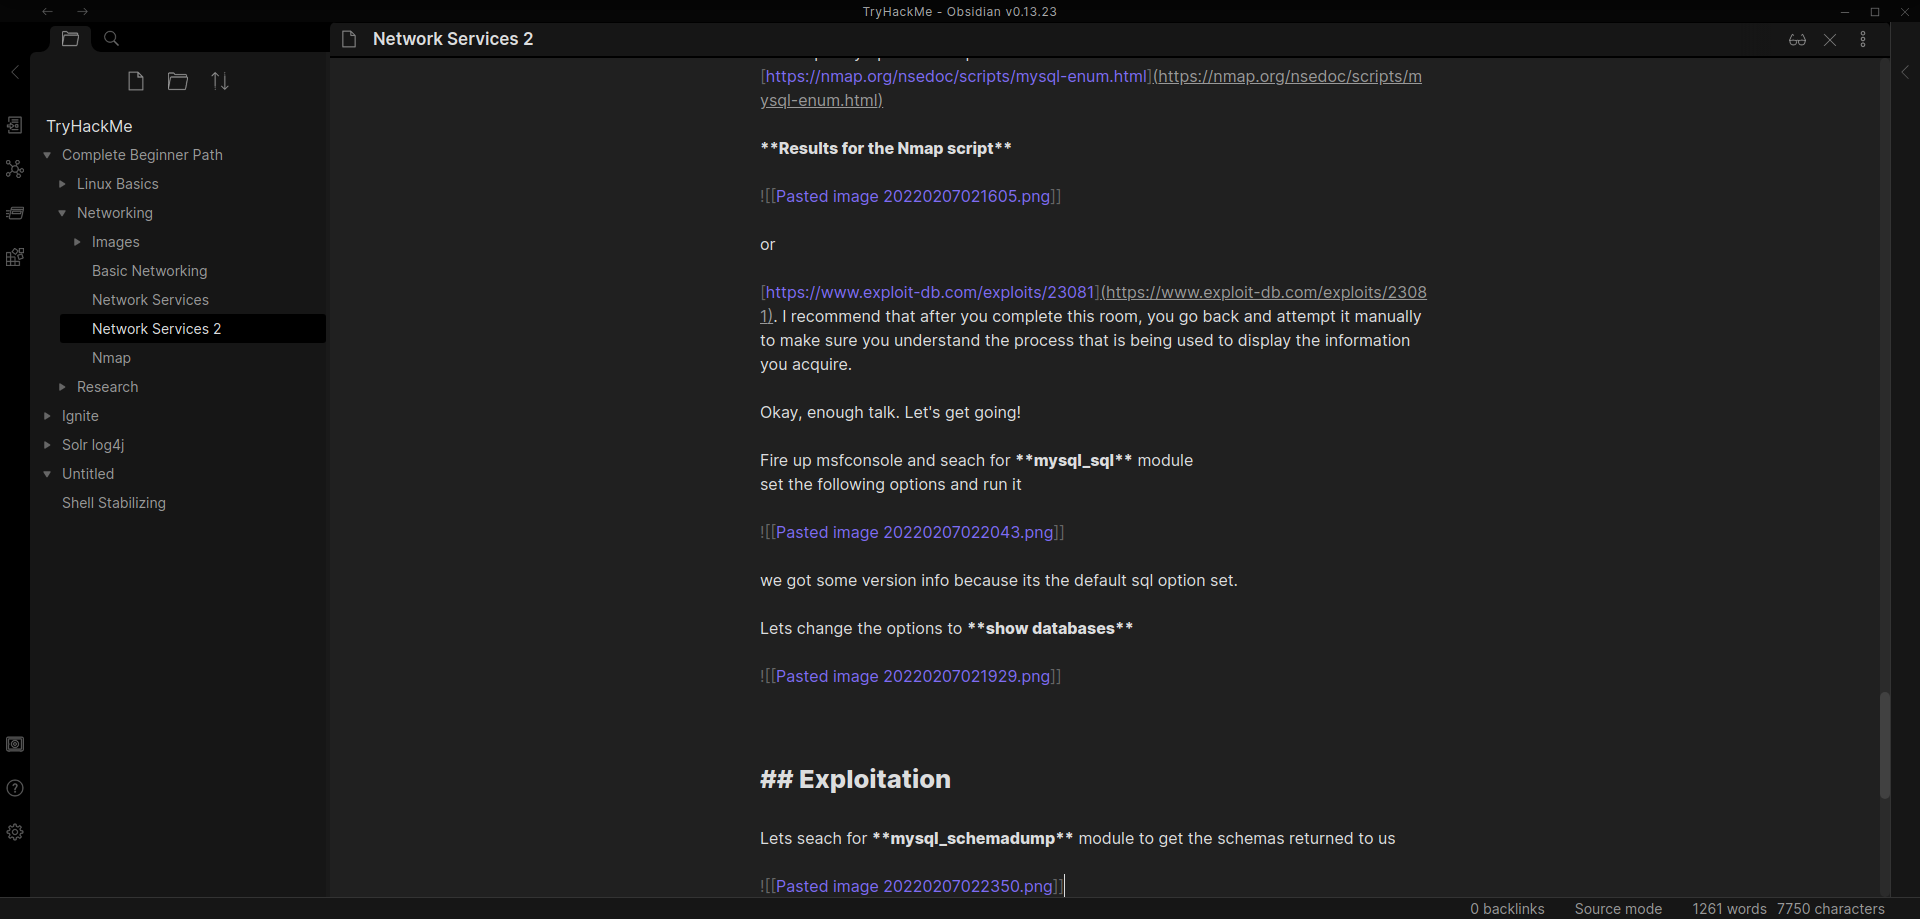 TryHackMe - Obsidian v0.13.23
Network Services 2
TryHackMe
Complete Beginner Path
Linux Basics
Networking
Images
Basic Networking
Network Services
Network Services 2
Nmap
Research
Ignite
Solr log4j
Untitled
Shell Stabilizing
[https://nmap.org/nsedoc/scripts/mysql-enum.html](https://nmap.org/nsedoc/scripts/m
ysql-enum.html)
**Results for the Nmap script**
![[Pasted image 20220207021605.png]]
or
[https://www.exploit-db.com/exploits/23081](https://www.exploit-db.com/exploits/2308
1). I recommend that after you complete this room, you go back and attempt it manually
to make sure you understand the process that is being used to display the information
you acquire.
Okay, enough talk. Let's get going!
Fire up msfconsole and seach for **mysql_sql** module
set the following options and run it
![[Pasted image 20220207022043.png]]
we got some version info because its the default sql option set.
Lets change the options to **show databases**
![[Pasted image 20220207021929.png]]
## Exploitation
Lets seach for **mysql_schemadump** module to get the schemas returned to us
![[Pasted image 20220207022350.png]]
0 backlinks Source mode 1261 words 7750 characters